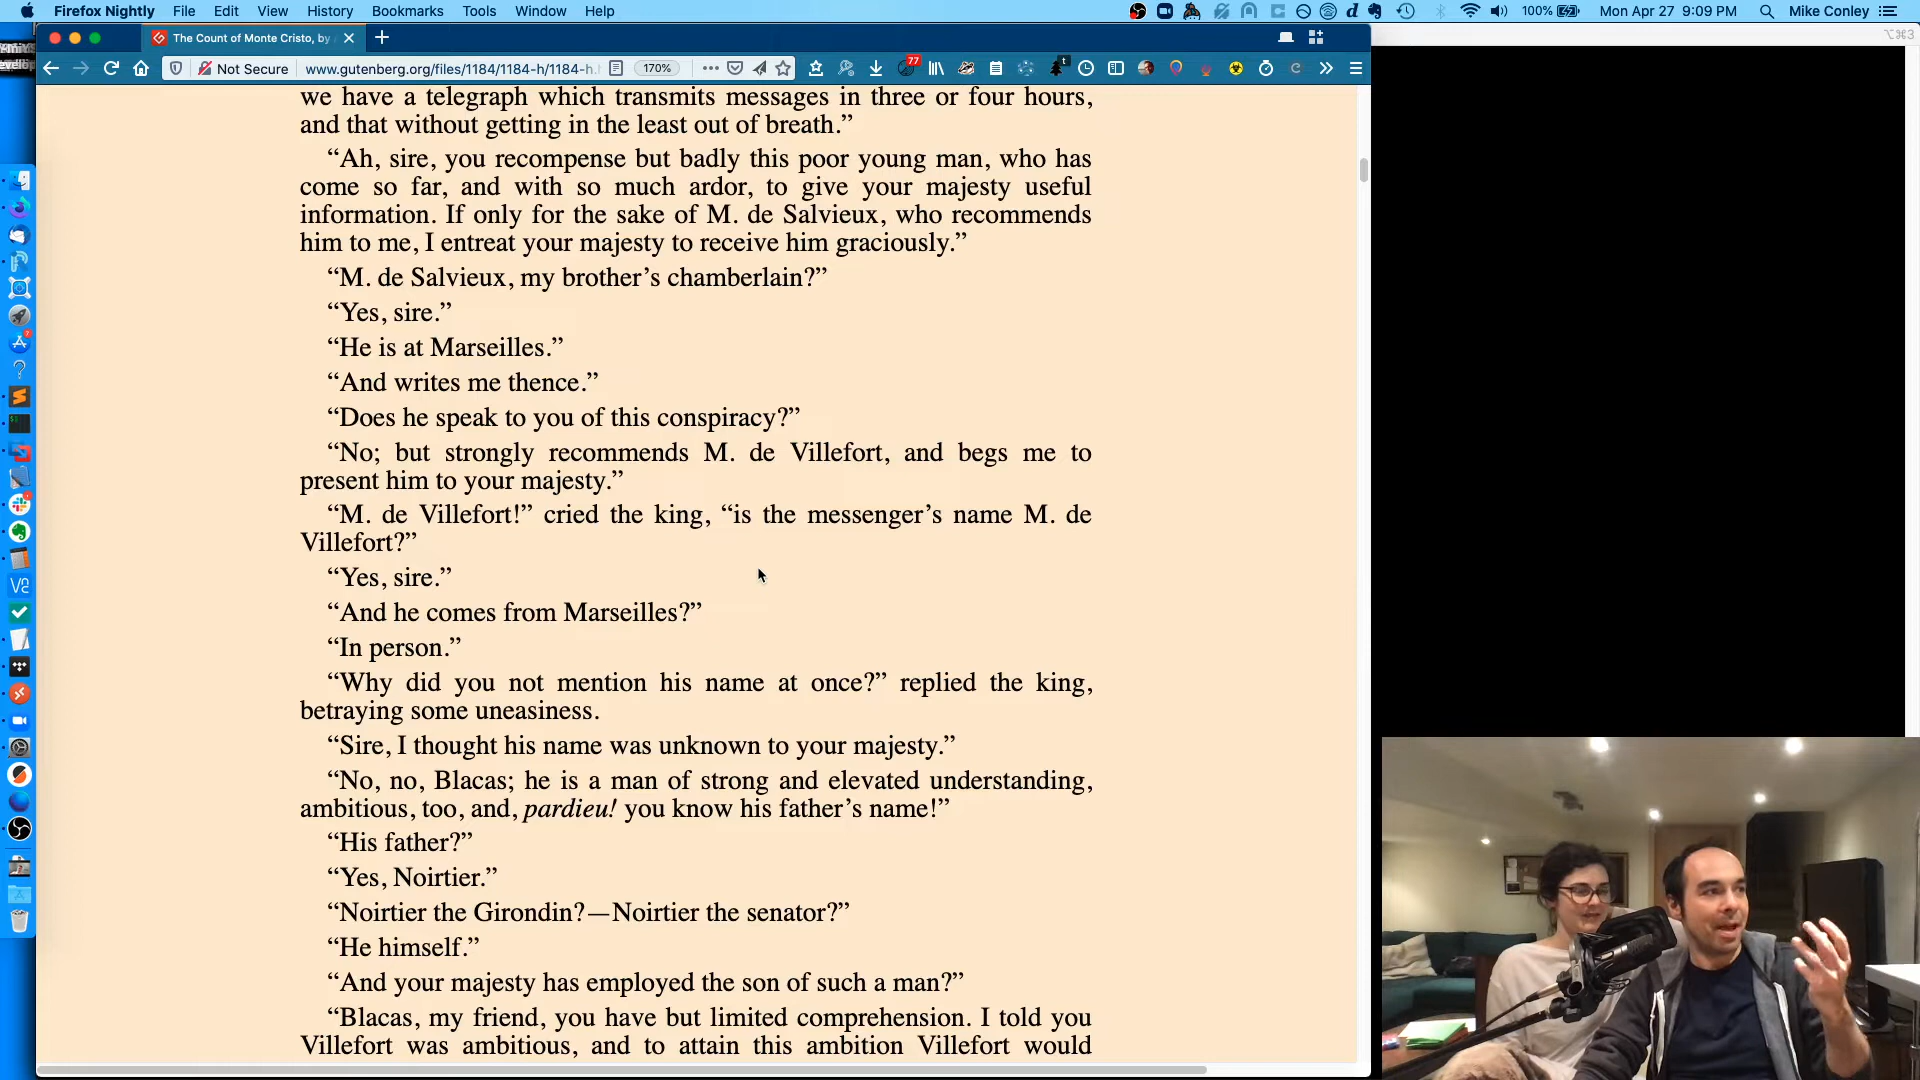 Firefox Nightly File Edit View History Bookmarks Tools Window Help 100% Mon Apr 27 9:09 PM Mike Conley
⌥⌘3
The Count of Monte Cristo, by
Not Secure www.gutenberg.org/files/1184/1184-h/1184-h. 170% 77
we have a telegraph which transmits messages in three or four hours,
and that without getting in the least out of breath.”
“Ah, sire, you recompense but badly this poor young man, who has
come so far, and with so much ardor, to give your majesty useful
information. If only for the sake of M. de Salvieux, who recommends
him to me, I entreat your majesty to receive him graciously.”
“M. de Salvieux, my brother’s chamberlain?”
“Yes, sire.”
“He is at Marseilles.”
“And writes me thence.”
“Does he speak to you of this conspiracy?”
“No; but strongly recommends M. de Villefort, and begs me to
present him to your majesty.”
“M. de Villefort!” cried the king, “is the messenger’s name M. de
Villefort?”
“Yes, sire.”
“And he comes from Marseilles?”
“In person.”
“Why did you not mention his name at once?” replied the king,
betraying some uneasiness.
“Sire, I thought his name was unknown to your majesty.”
“No, no, Blacas; he is a man of strong and elevated understanding,
ambitious, too, and, pardieu! you know his father’s name!”
“His father?”
“Yes, Noirtier.”
“Noirtier the Girondin?—Noirtier the senator?”
“He himself.”
“And your majesty has employed the son of such a man?”
“Blacas, my friend, you have but limited comprehension. I told you
Villefort was ambitious, and to attain this ambition Villefort would